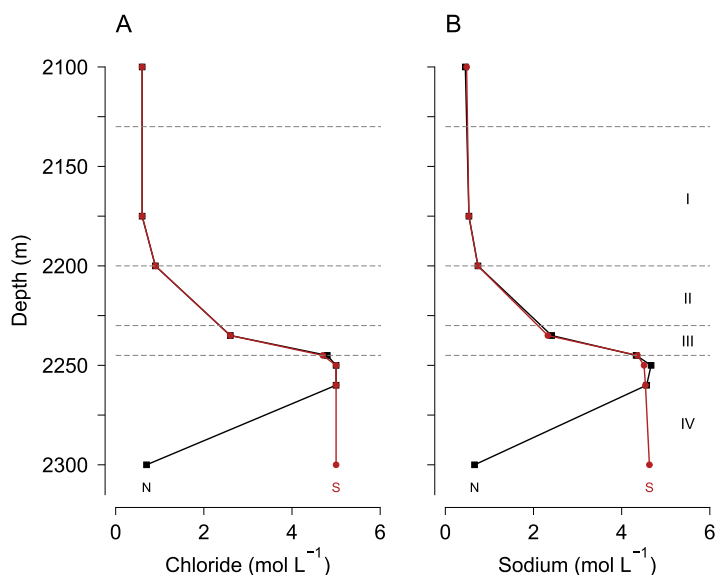 A
B
2100
2150
2200
2250
2300
Depth (m)
I
II
III
IV
N
S
N
S
0
2
4
6
0
2
4
6
Chloride (mol L⁻¹)
Sodium (mol L⁻¹)